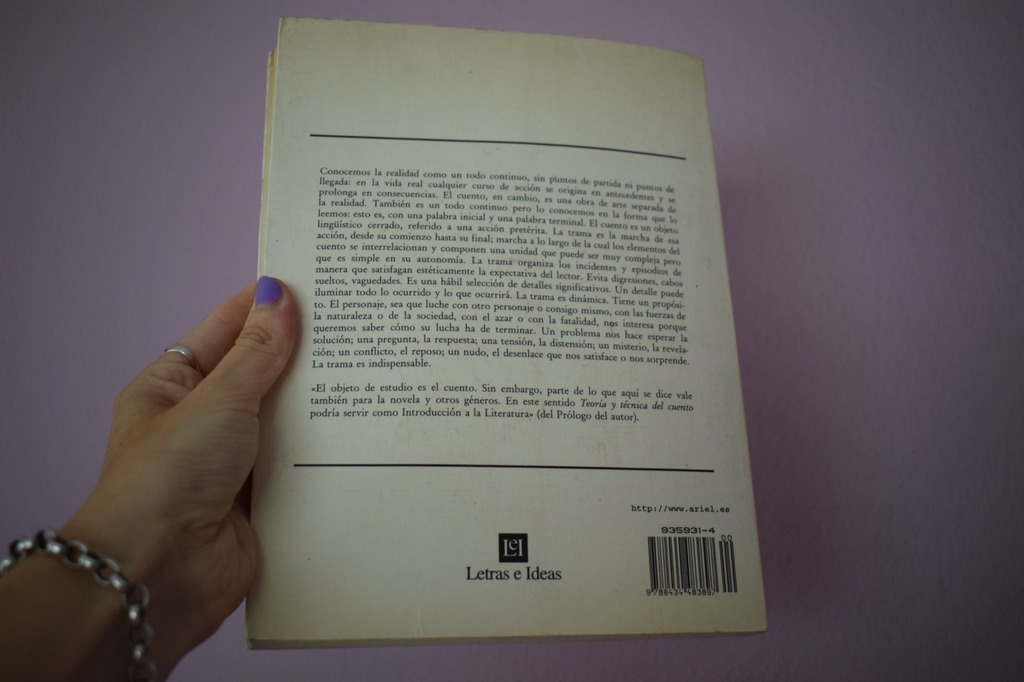 Conocemos la realidad como un todo continuo, sin puntos de partida ni puntos de
llegada: en la vida real cualquier curso de acción se origina en antecedentes y se
prolonga en consecuencias. El cuento, en cambio, es una obra de arte separada de
la realidad. También es un todo continuo pero lo conocemos en la forma que lo
leemos: esto es, con una palabra inicial y una palabra terminal. El cuento es un objeto
lingüístico cerrado, referido a una acción pretérita. La trama es la marcha de esa
acción, desde su comienzo hasta su final; marcha a lo largo de la cual los elementos del
cuento se interrelacionan y componen una unidad que puede ser muy compleja pero
que es simple en su autonomía. La trama organiza los incidentes y episodios de
manera que satisfagan estéticamente la expectativa del lector. Evita digresiones, cabos
sueltos, vaguedades. Es una hábil selección de detalles significativos. Un detalle puede
iluminar todo lo ocurrido y lo que ocurrirá. La trama es dinámica. Tiene un propósi-
to. El personaje, sea que luche con otro personaje o consigo mismo, con las fuerzas de
la naturaleza o de la sociedad, con el azar o con la fatalidad, nos interesa porque
queremos saber cómo su lucha ha de terminar. Un problema nos hace esperar la
solución; una pregunta, la respuesta; una tensión, la distensión; un misterio, la revela-
ción; un conflicto, el reposo; un nudo, el desenlace que nos satisface o nos sorprende.
La trama es indispensable.
«El objeto de estudio es el cuento. Sin embargo, parte de lo que aquí se dice vale
también para la novela y otros géneros. En este sentido Teoría y técnica del cuento
podría servir como Introducción a la Literatura» (del Prólogo del autor).
http://www.ariel.es
935931-4
00
LeI
Letras e Ideas
9 788434 483897